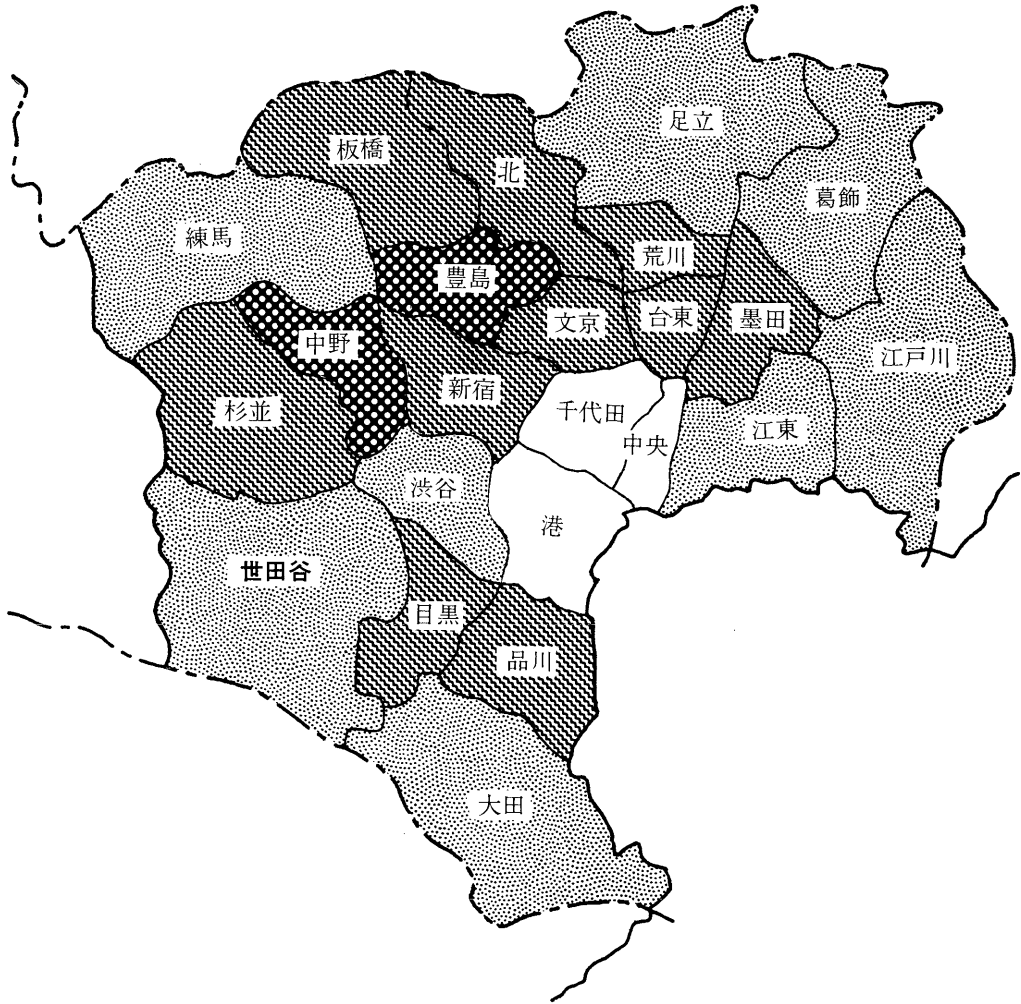 足立
板橋
北
葛飾
練馬
荒川
豊島
文京
台東
墨田
中野
江戸川
新宿
杉並
千代田
中央
江東
渋谷
港
世田谷
目黒
品川
大田